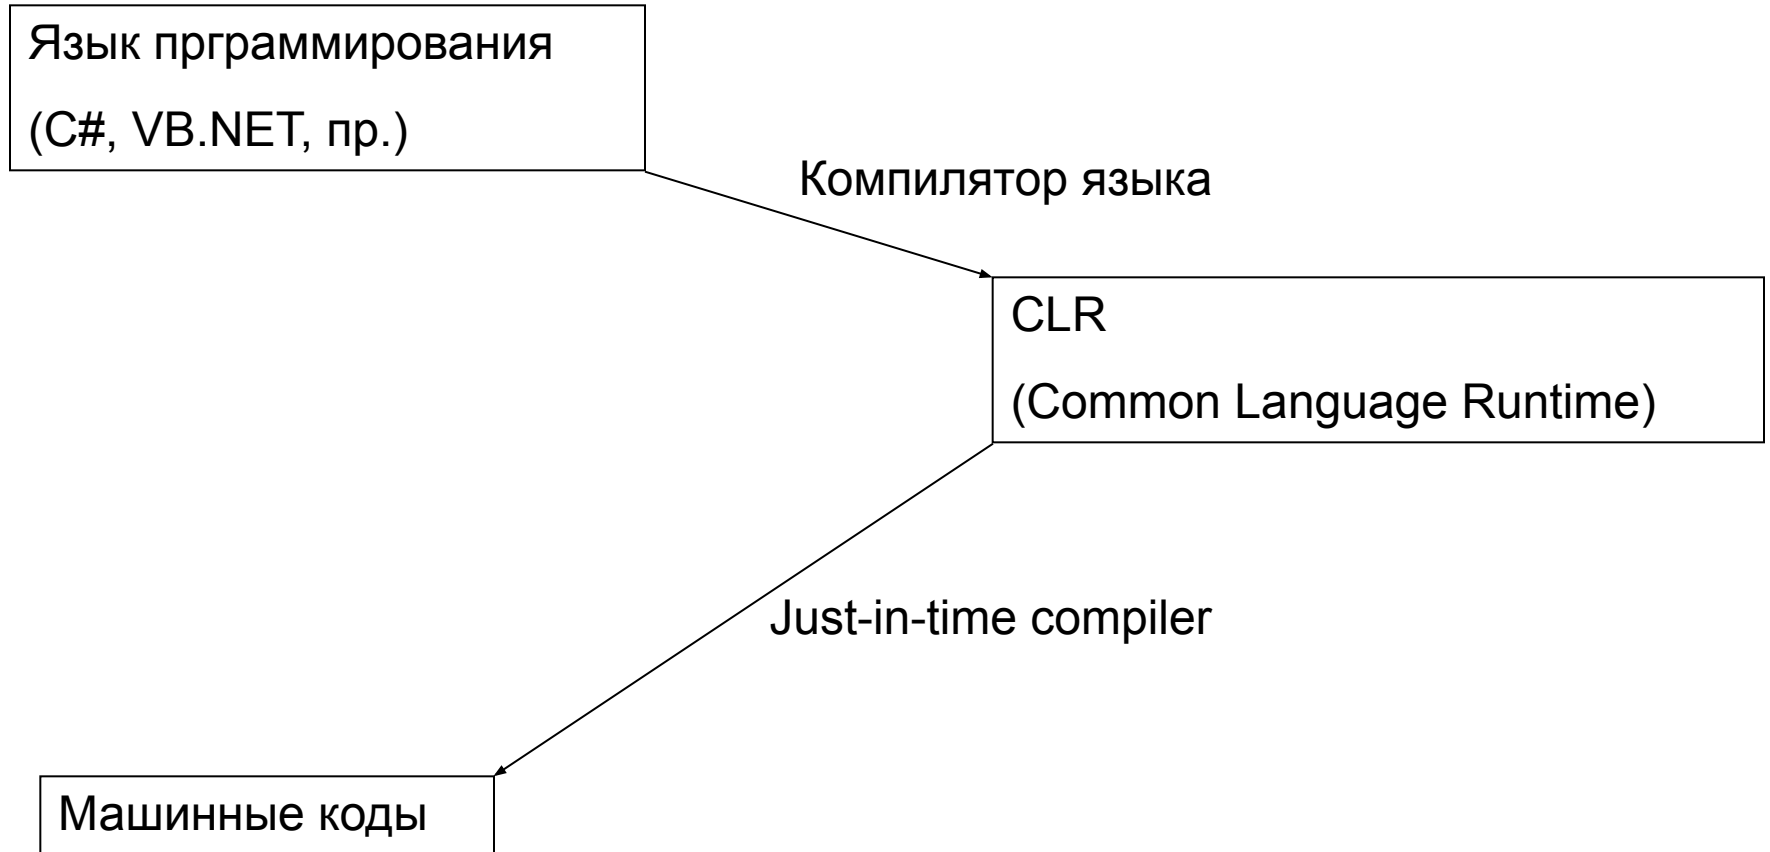 Язык прграммирования
(C#, VB.NET, пр.)
Компилятор языка
CLR
(Common Language Runtime)
Just-in-time compiler
Машинные коды